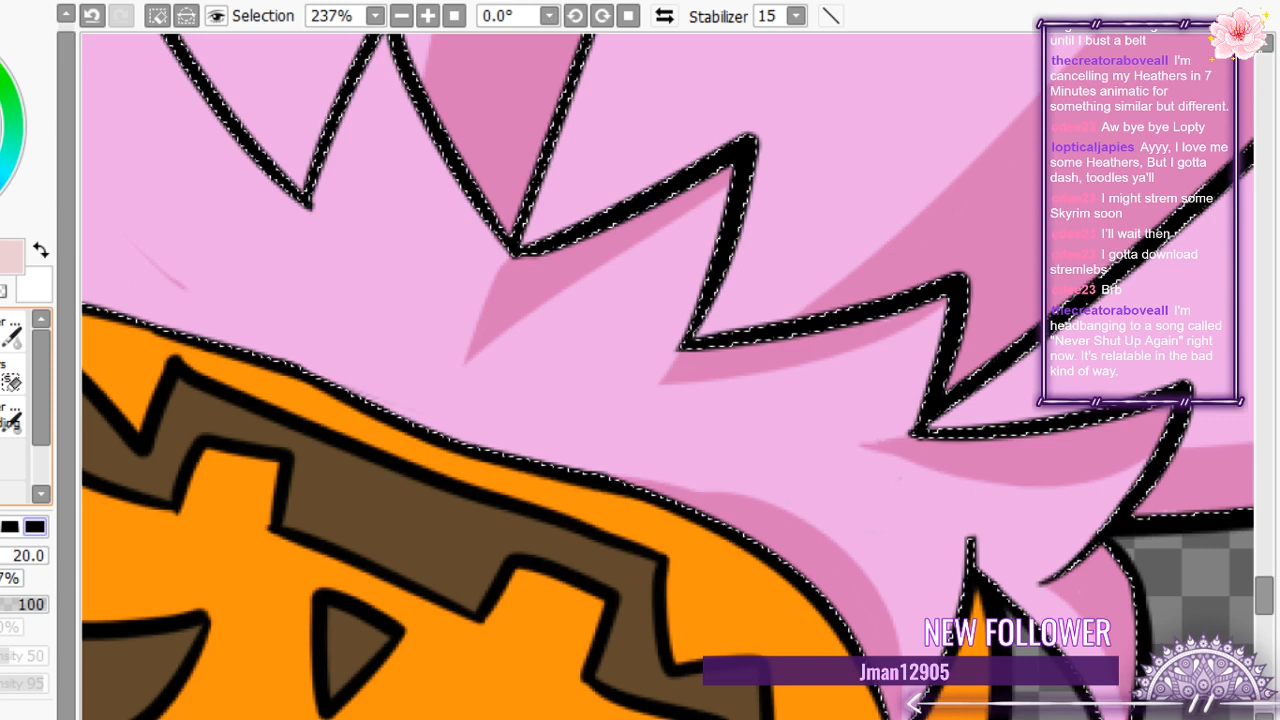 Selection 237% 0.0° Stabilizer 15
until I bust a belt
thecreatoraboveall I'm
cancelling my Heathers in 7
Minutes animatic for
something similar but different.
Aw bye bye Lopty
lopticaljapies Ayyy, I love me
some Heathers, But I gotta
dash, toodles ya'll
I might strem some
Skyrim soon
I'll wait then
I gotta download
stremlebs
Brb
thecreatoraboveall I'm
headbanging to a song called
"Never Shut Up Again" right
now. It's relatable in the bad
kind of way.
20.0
100
50
95
NEW FOLLOWER
Jman12905